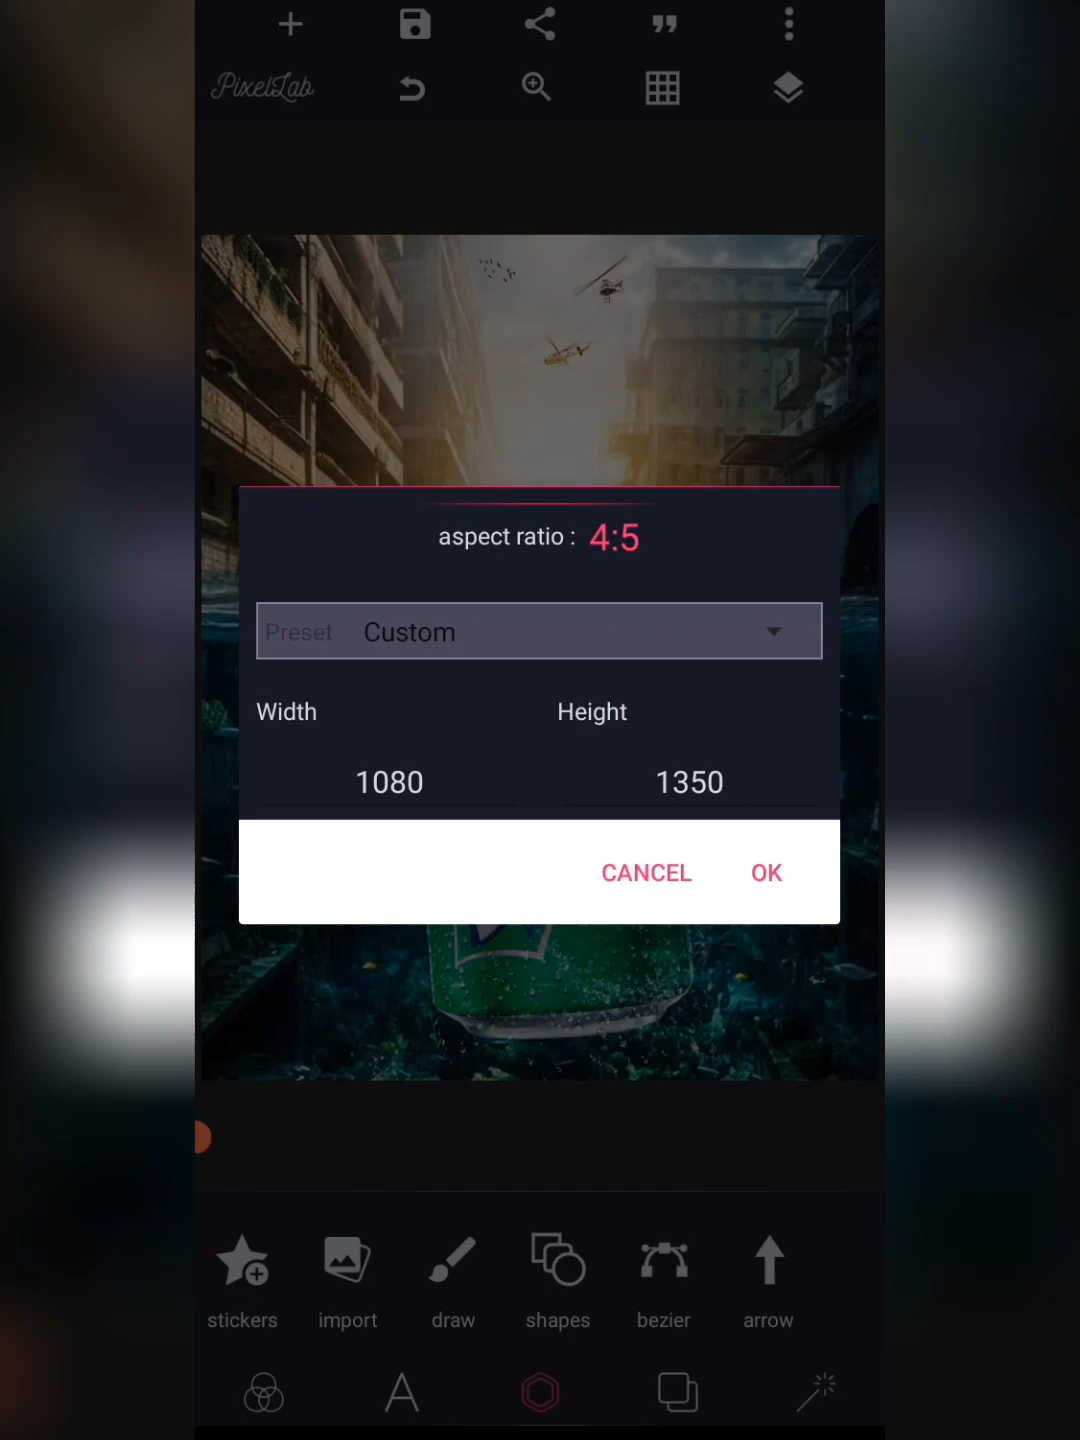 PixelLab
aspect ratio : 4:5
Preset Custom
Width Height
1080 1350
CANCEL OK
stickers import draw shapes bezier arrow